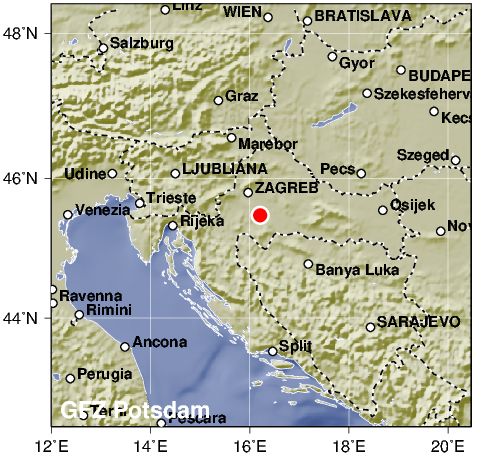 Linz
WIEN
BRATISLAVA
48°N
Salzburg
Gyor
BUDAPE
Graz
Szekesfeherv
Kecs
Marebor
Szeged
Udine
LJUBLJANA
Pecs
46°N
ZAGREB
Trieste
Osijek
Venezia
Rijeka
Nov
Banya Luka
Ravenna
Rimini
44°N
SARAJEVO
Ancona
Split
Perugia
GFZ Potsdam
Terni
Pescara
12°E
14°E
16°E
18°E
20°E